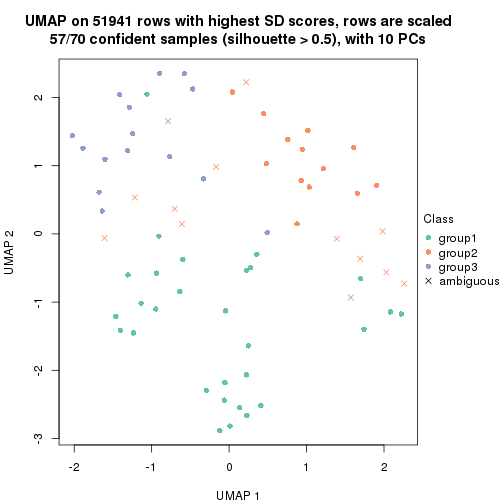 UMAP on 51941 rows with highest SD scores, rows are scaled
57/70 confident samples (silhouette > 0.5), with 10 PCs
2
1
0
-1
-2
-3
UMAP 2
-2
-1
0
1
2
UMAP 1
Class
group1
group2
group3
ambiguous